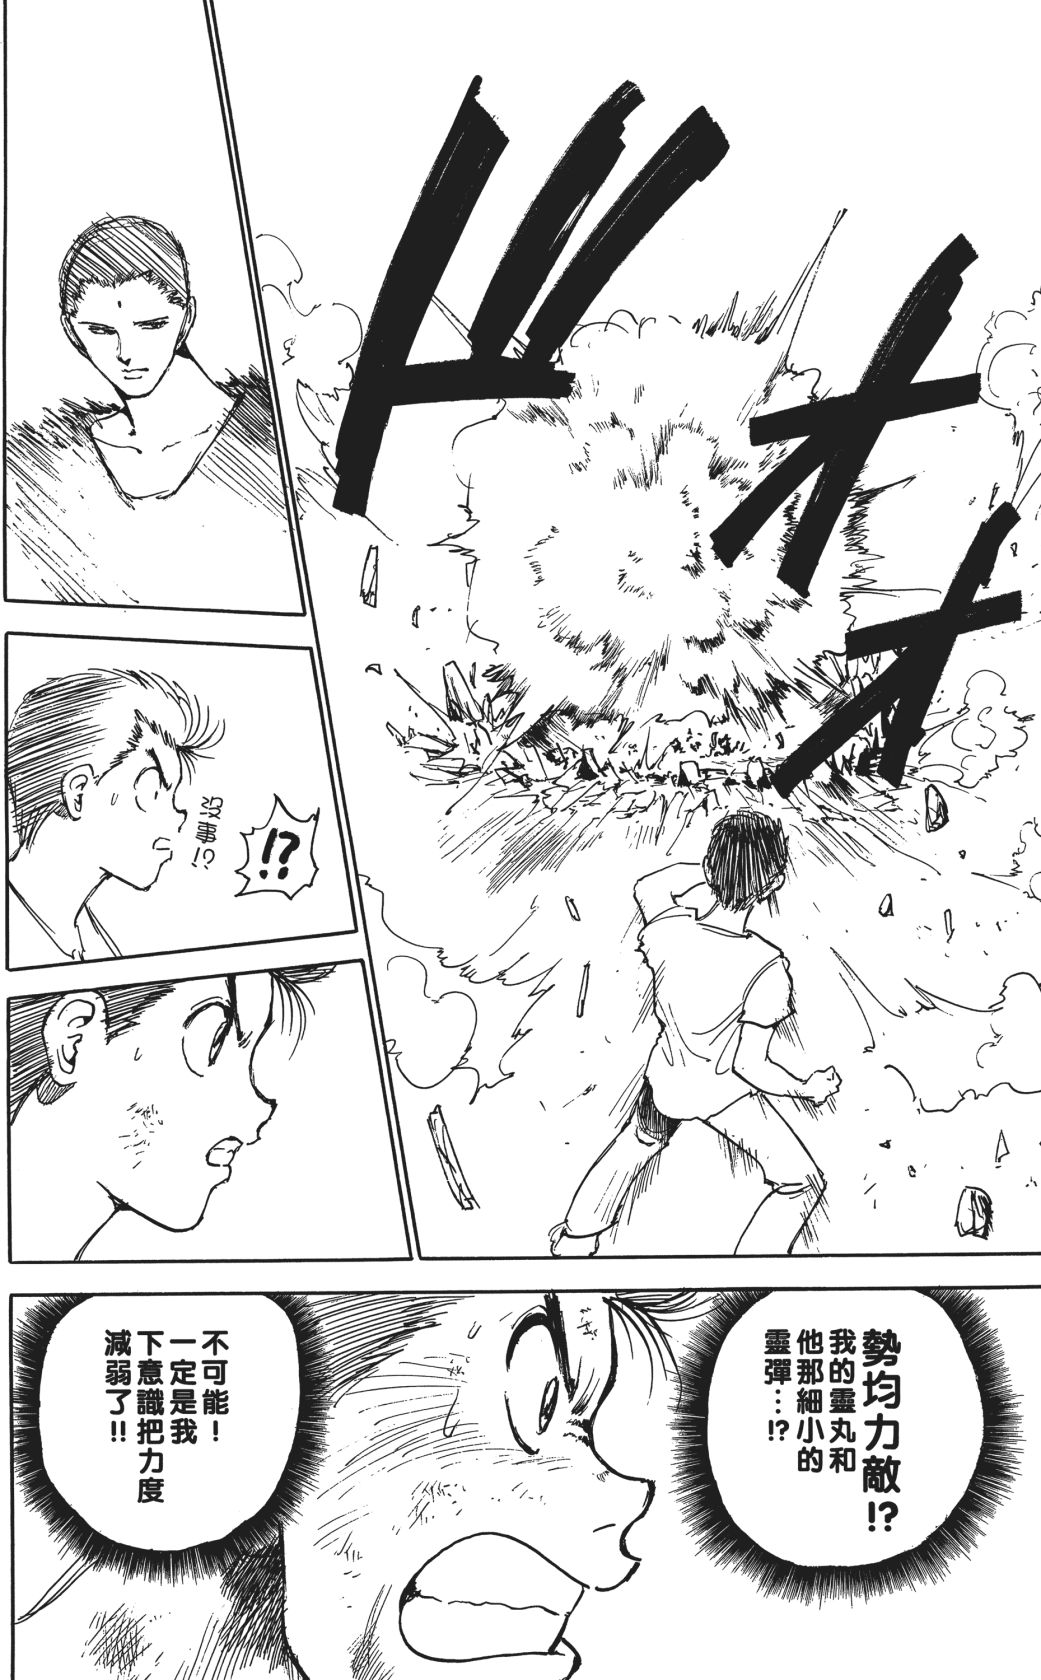 ドオオ
没事!?
!?
勢均力敵!?
我的靈丸和
他那細小的
靈彈…!?
不可能！
一定是我
下意識把力度
減弱了!!